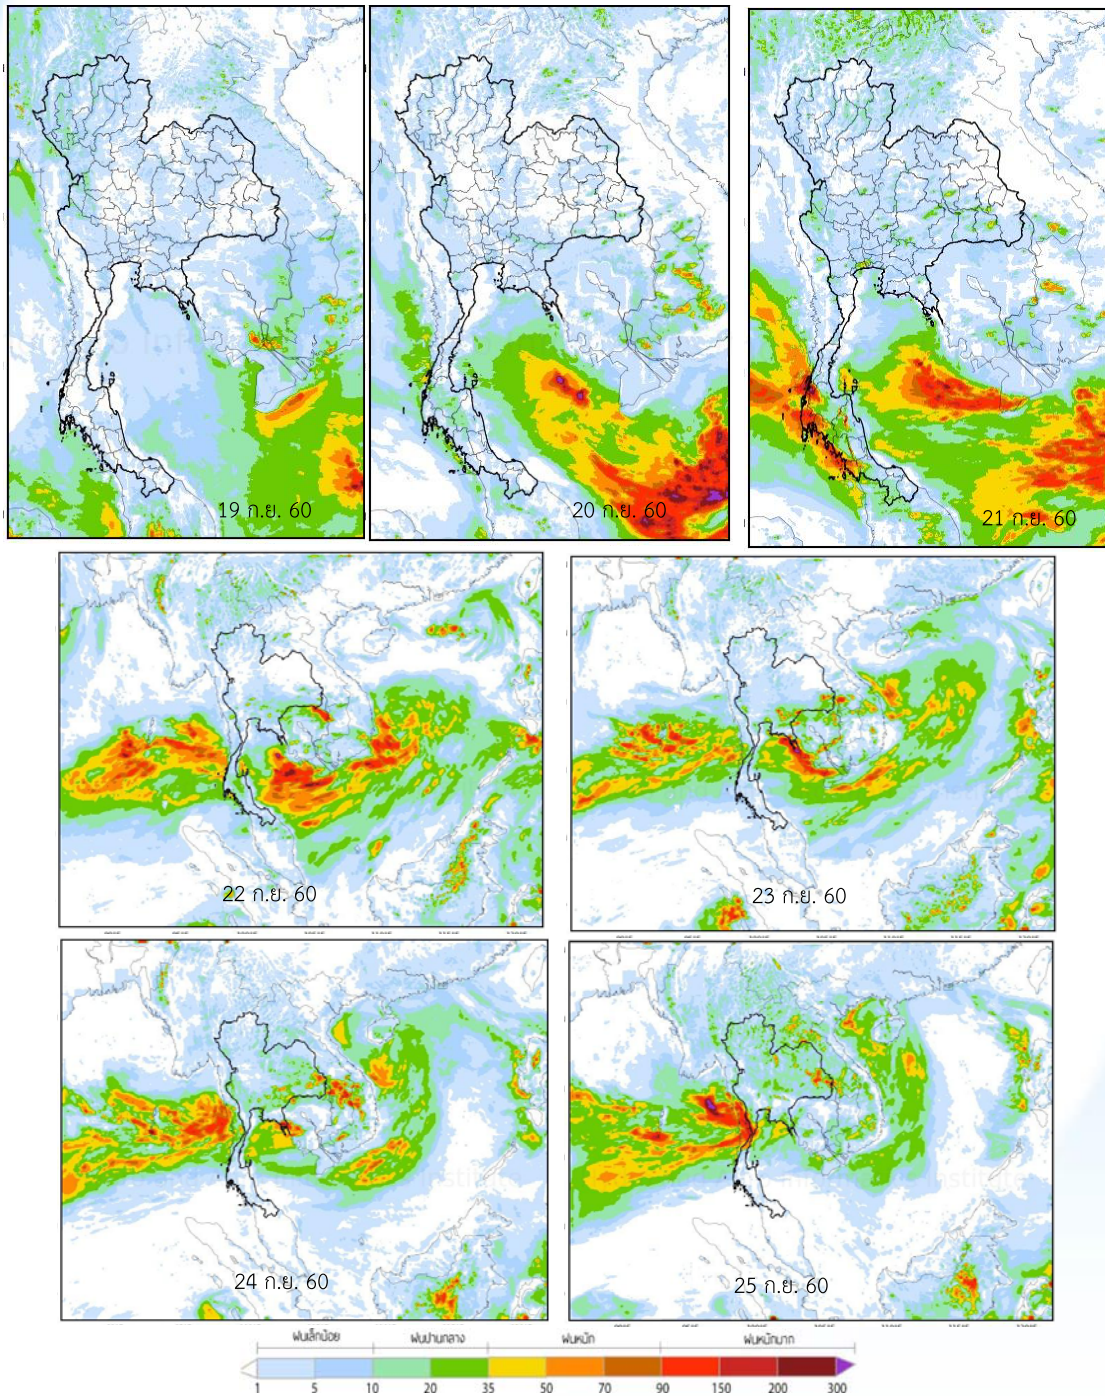 19 ก.ย. 60
20 ก.ย. 60
21 ก.ย. 60
22 ก.ย. 60
23 ก.ย. 60
24 ก.ย. 60
25 ก.ย. 60
ฝนเล็กน้อย ฝนปานกลาง ฝนหนัก ฝนหนักมาก
1 5 10 20 35 50 70 90 150 200 300